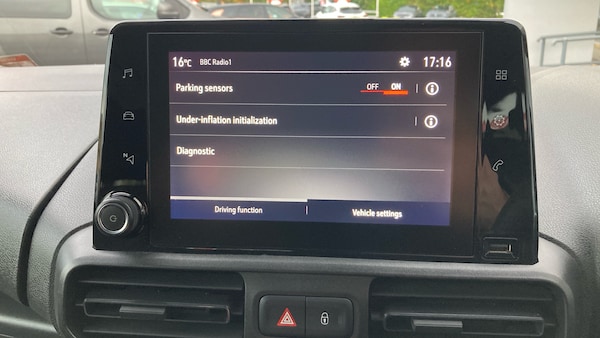 16°C BBC Radio1 17:16
Parking sensors OFF ON
Under-inflation initialization
Diagnostic
Driving function Vehicle settings
N